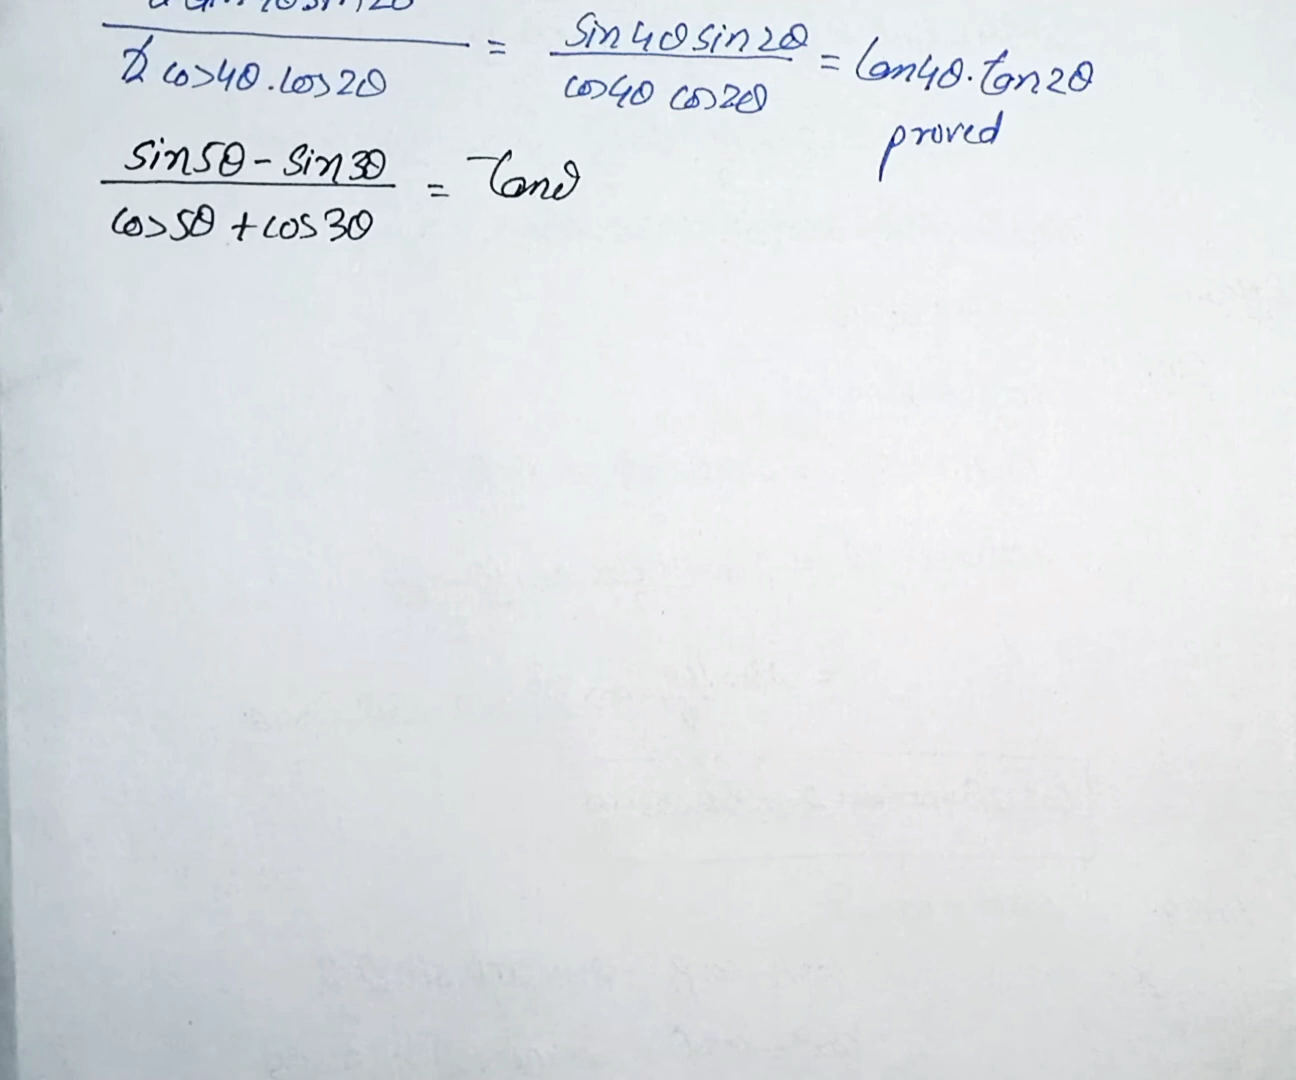 2 cos4θ.cos2θ = sin4θ sin2θ / cos4θ cos2θ = tan4θ.tan2θ
proved
sin5θ - sin3θ / cos5θ + cos3θ = tanθ